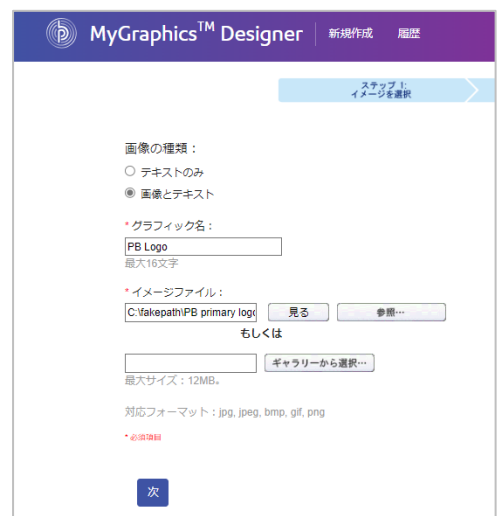 MyGraphics™ Designer 新規作成 履歴
ステップ 1:
イメージを選択
画像の種類：
テキストのみ
画像とテキスト
*グラフィック名：
PB Logo
最大16文字
*イメージファイル：
C:\fakepath\PB primary logo 見る 参照…
もしくは
ギャラリーから選択…
最大サイズ：12MB。
対応フォーマット：jpg, jpeg, bmp, gif, png
*必須項目
次